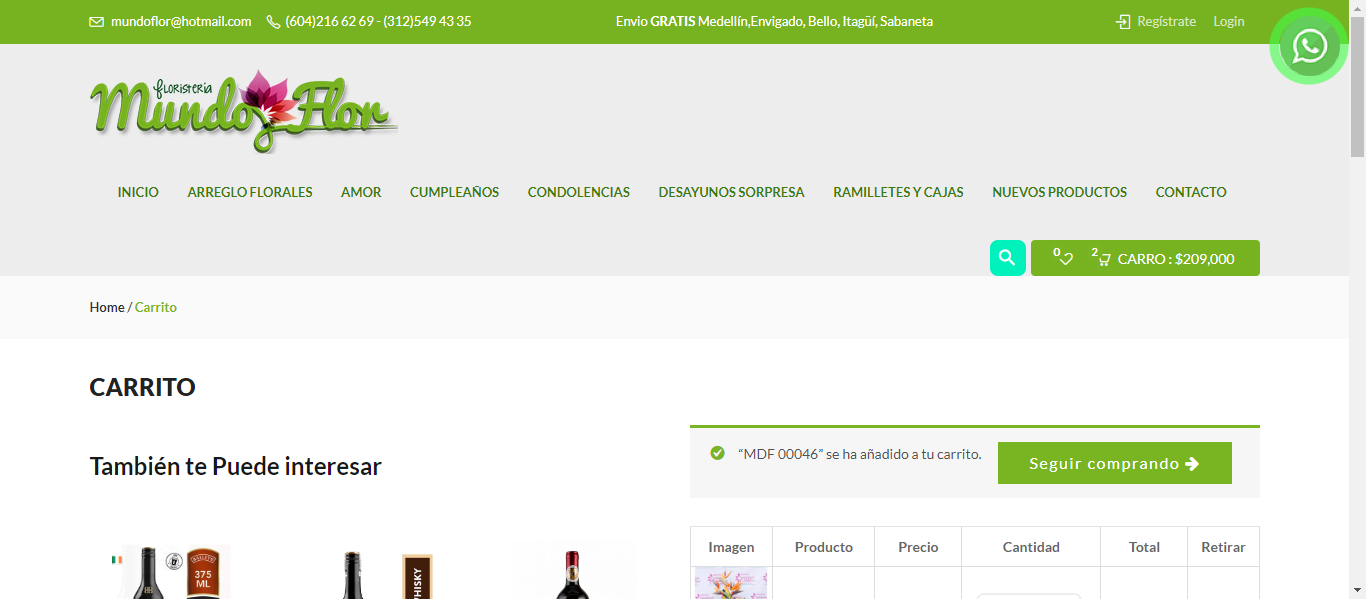 mundoflor@hotmail.com (604)216 62 69 - (312)549 43 35 Envio GRATIS Medellín,Envigado, Bello, Itagüí, Sabaneta Regístrate Login
floristería
Mundo Flor
INICIO ARREGLO FLORALES AMOR CUMPLEAÑOS CONDOLENCIAS DESAYUNOS SORPRESA RAMILLETES Y CAJAS NUEVOS PRODUCTOS CONTACTO
0 2 CARRO : $209,000
Home / Carrito
CARRITO
También te Puede interesar
“MDF 00046” se ha añadido a tu carrito. Seguir comprando
Imagen Producto Precio Cantidad Total Retirar
BAILEYS
375
ML
WHISKY